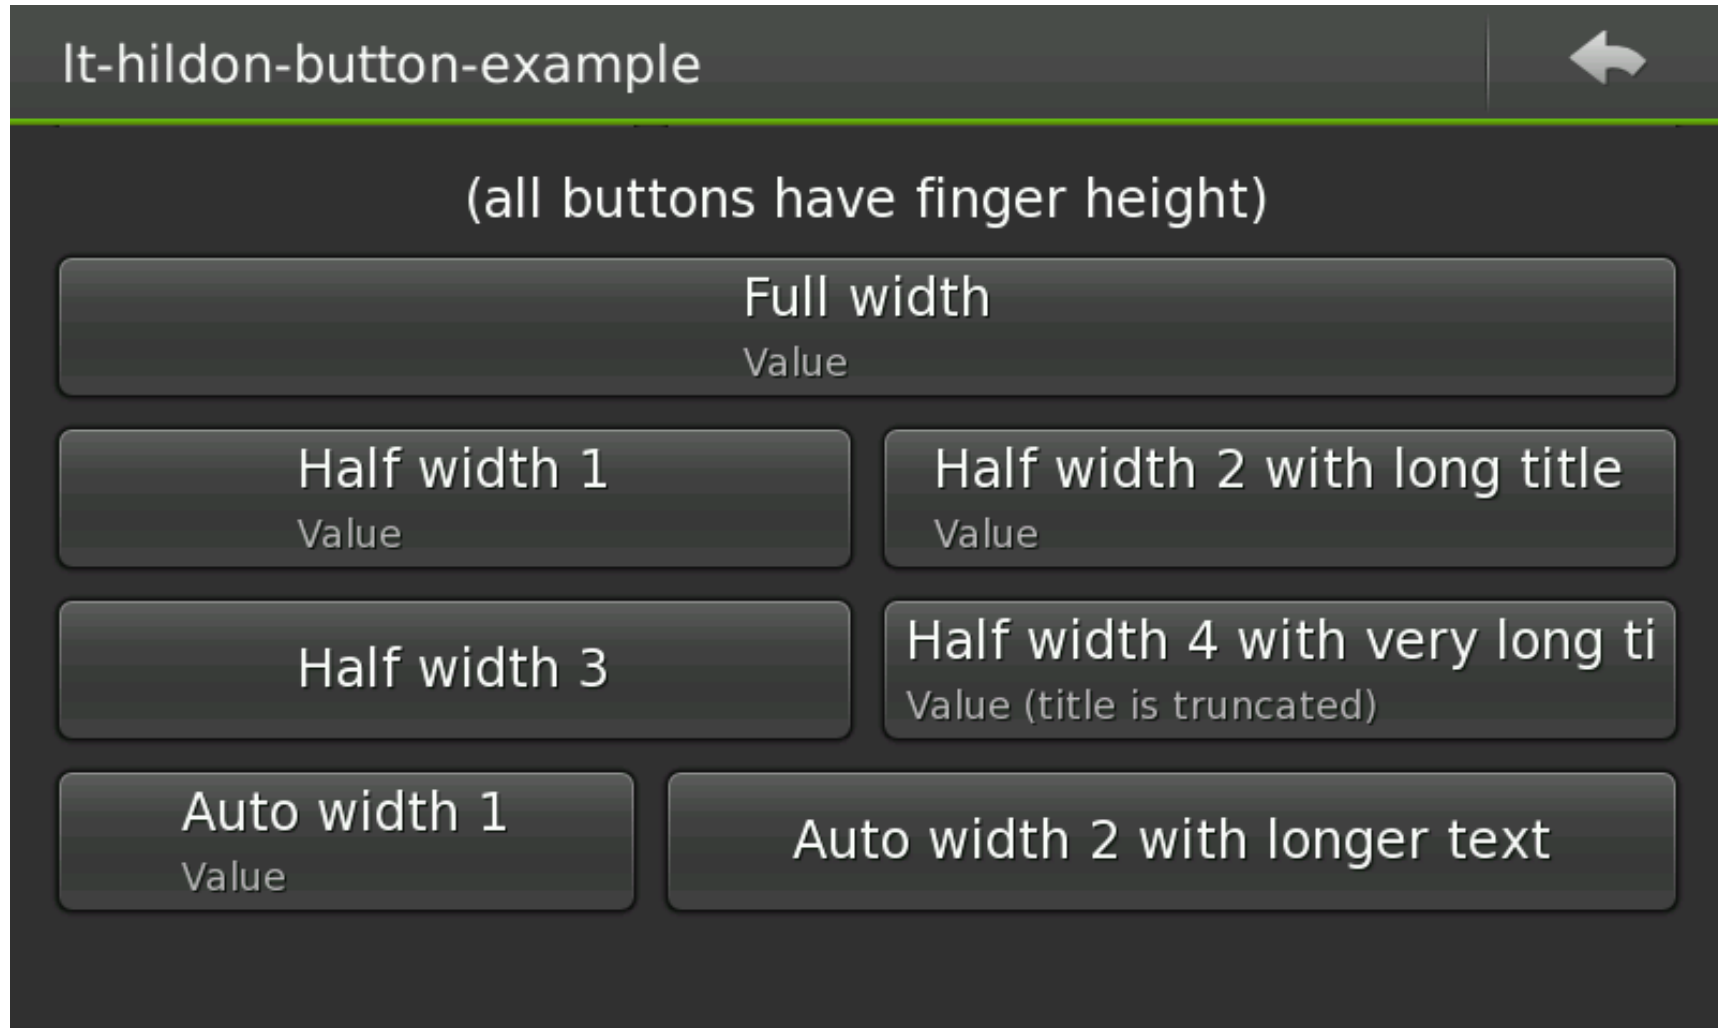 lt-hildon-button-example
(all buttons have finger height)
Full width
Value
Half width 1
Value
Half width 2 with long title
Value
Half width 3
Half width 4 with very long ti
Value (title is truncated)
Auto width 1
Value
Auto width 2 with longer text